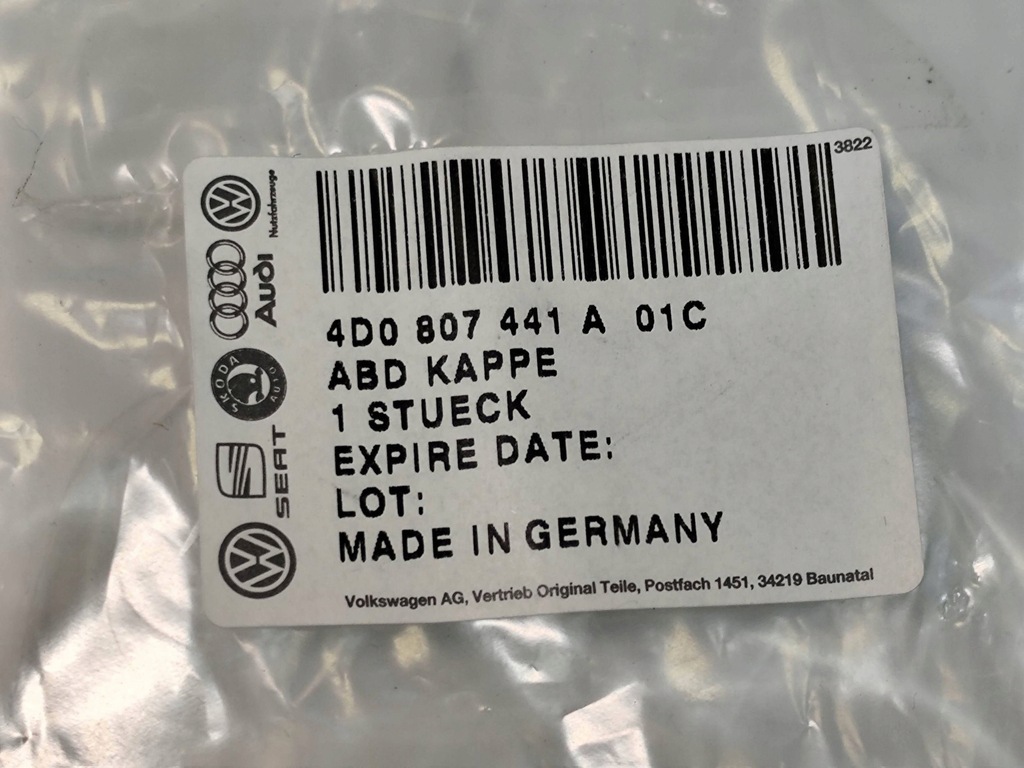 3822
4D0 807 441 A 01C
ABD KAPPE
1 STUECK
EXPIRE DATE:
LOT:
MADE IN GERMANY
Volkswagen AG, Vertrieb Original Teile, Postfach 1451, 34219 Baunatal
Nutzfahrzeuge
Audi
SKODA AUTO
SEAT